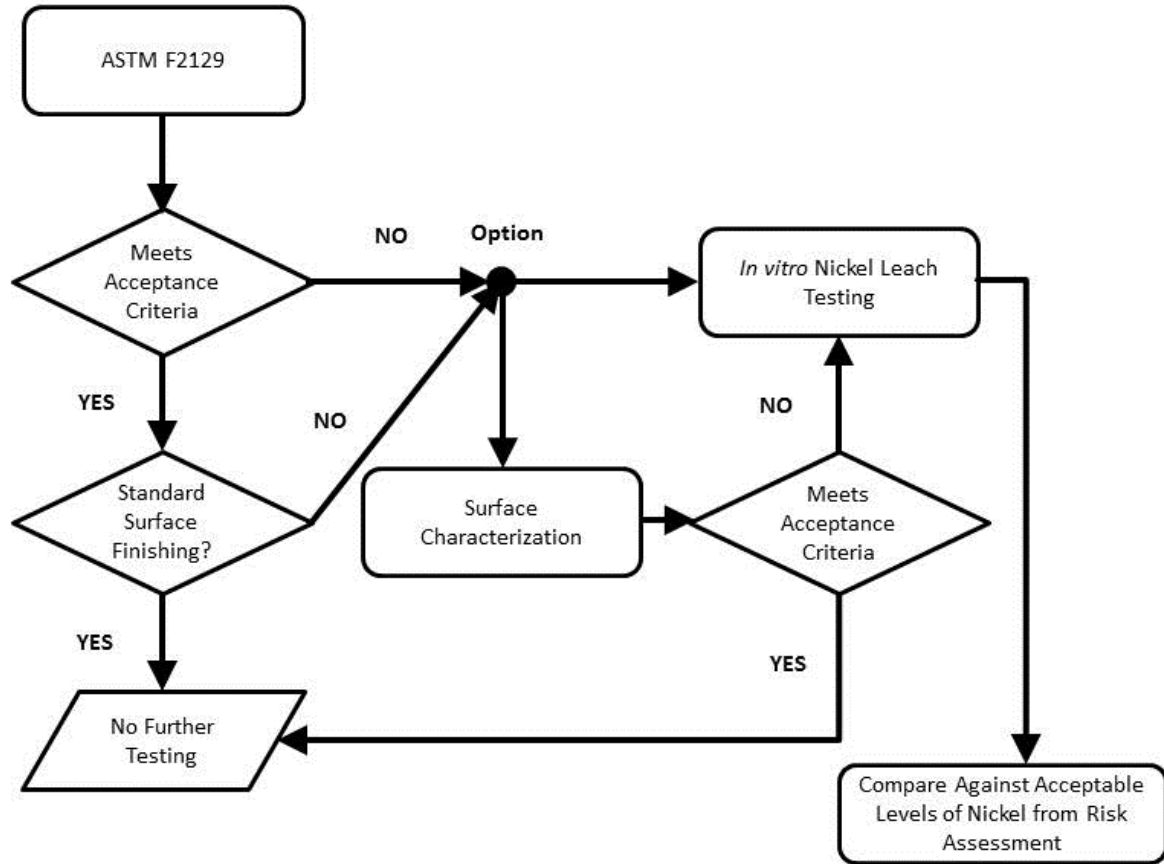 ASTM F2129
Meets
Acceptance
Criteria
NO
Option
In vitro Nickel Leach
Testing
YES
NO
NO
Standard
Surface
Finishing?
Surface
Characterization
Meets
Acceptance
Criteria
YES
YES
No Further
Testing
Compare Against Acceptable
Levels of Nickel from Risk
Assessment